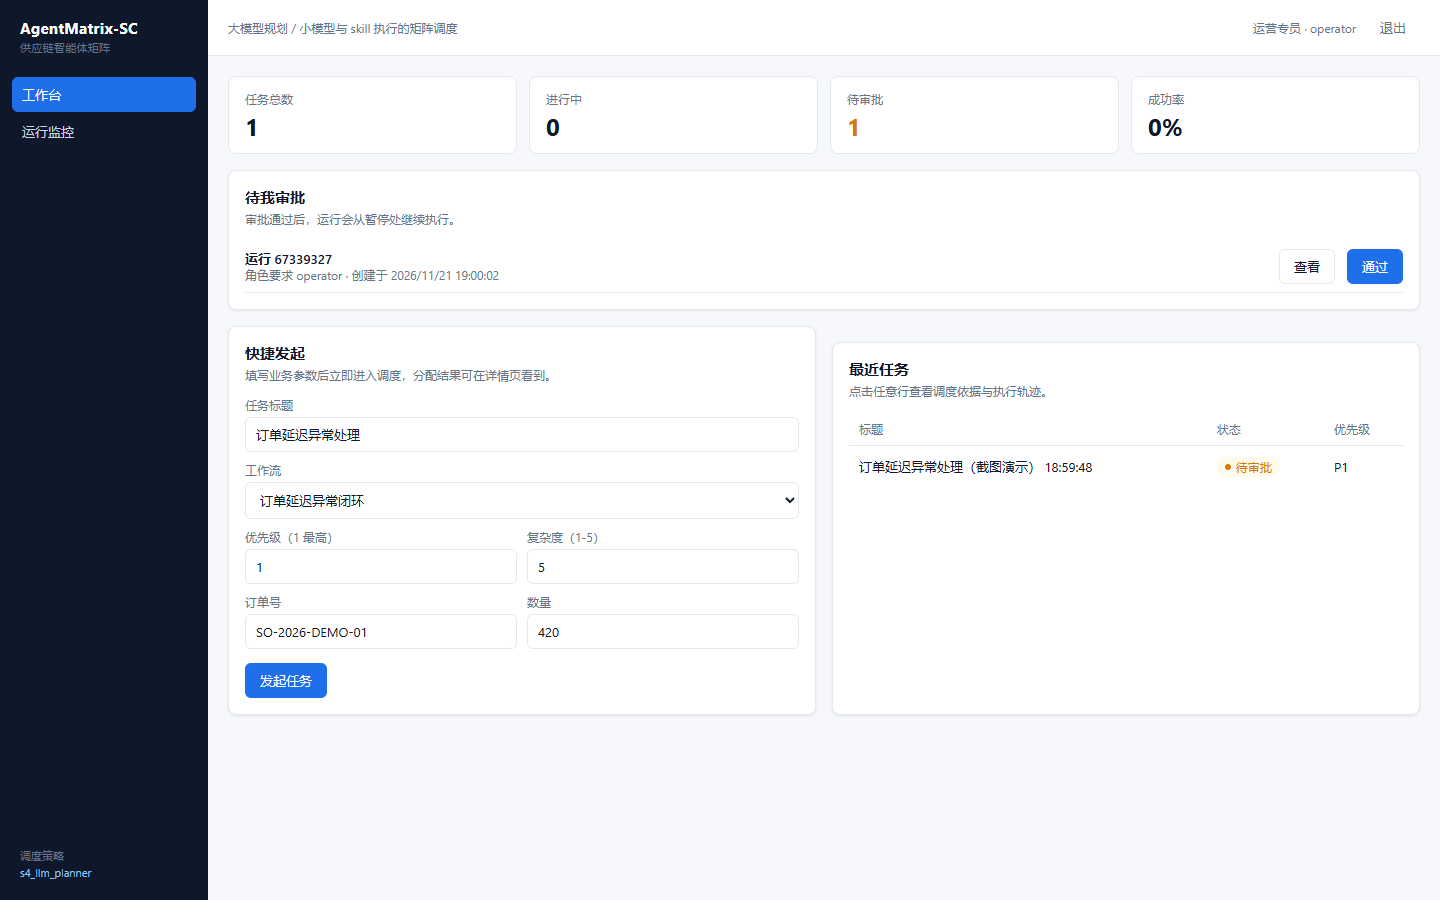 AgentMatrix-SC
供应链智能体矩阵
工作台
运行监控
调度策略
s4_llm_planner
大模型规划 / 小模型与 skill 执行的矩阵调度
运营专员 · operator
退出
任务总数
1
进行中
0
待审批
1
成功率
0%
待我审批
审批通过后，运行会从暂停处继续执行。
运行 67339327
角色要求 operator · 创建于 2026/11/21 19:00:02
查看
通过
快捷发起
填写业务参数后立即进入调度，分配结果可在详情页看到。
任务标题
订单延迟异常处理
工作流
订单延迟异常闭环
优先级（1 最高）
复杂度（1-5）
1
5
订单号
数量
SO-2026-DEMO-01
420
发起任务
最近任务
点击任意行查看调度依据与执行轨迹。
标题 状态 优先级
订单延迟异常处理（截图演示） 18:59:48 待审批 P1